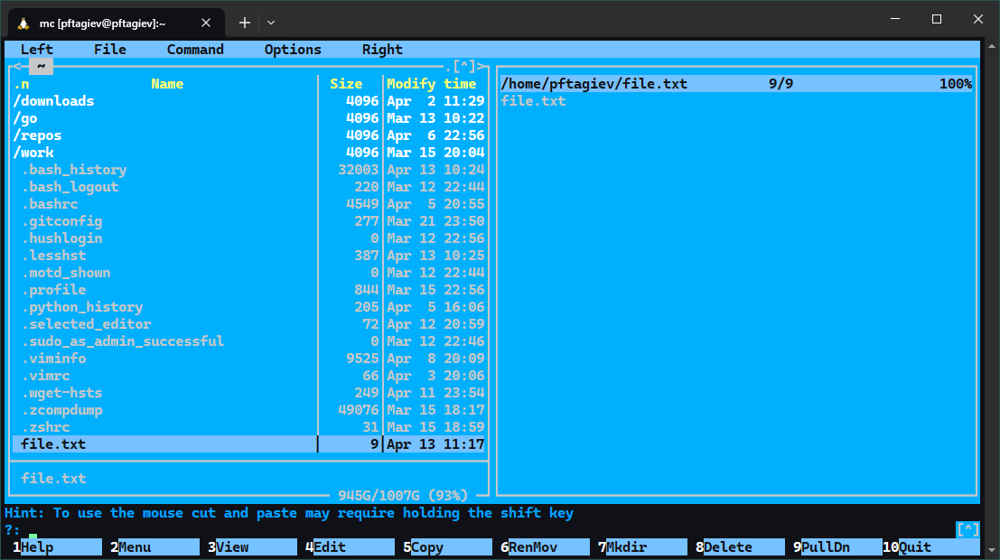 mc [pftagiev@pftagiev]:~
Left File Command Options Right
<- ~ .[^]>
.n Name Size Modify time
/downloads 4096 Apr 2 11:29
/go 4096 Mar 13 10:22
/repos 4096 Apr 6 22:56
/work 4096 Mar 15 20:04
.bash_history 32003 Apr 13 10:24
.bash_logout 220 Mar 12 22:44
.bashrc 4549 Apr 5 20:55
.gitconfig 277 Mar 21 23:50
.hushlogin 0 Mar 12 22:56
.lesshst 387 Apr 13 10:25
.motd_shown 0 Mar 12 22:44
.profile 844 Mar 15 22:56
.python_history 205 Apr 5 16:06
.selected_editor 72 Apr 12 20:59
.sudo_as_admin_successful 0 Mar 12 22:46
.viminfo 9525 Apr 8 20:09
.vimrc 66 Apr 3 20:06
.wget-hsts 249 Apr 11 23:54
.zcompdump 49076 Mar 15 18:17
.zshrc 31 Mar 15 18:59
file.txt 9 Apr 13 11:17
file.txt
945G/1007G (93%)
/home/pftagiev/file.txt 9/9 100%
file.txt
Hint: To use the mouse cut and paste may require holding the shift key
?: [^]
1Help 2Menu 3View 4Edit 5Copy 6RenMov 7Mkdir 8Delete 9PullDn 10Quit